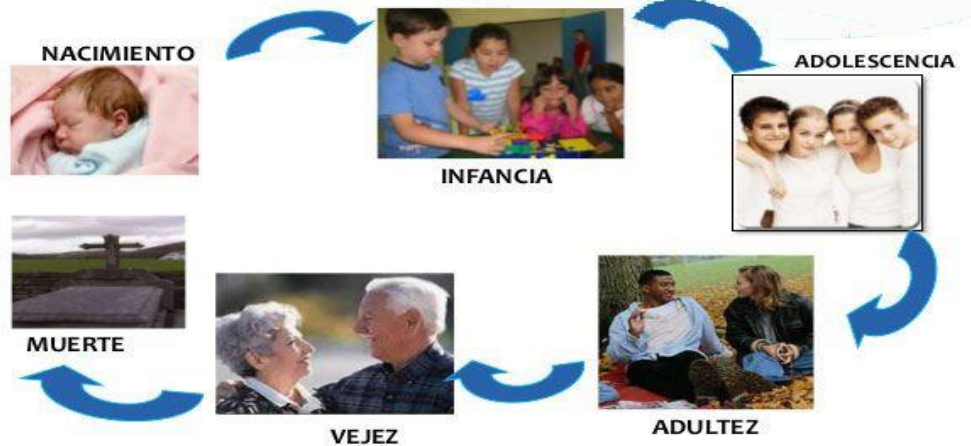 NACIMIENTO
INFANCIA
ADOLESCENCIA
ADULTEZ
VEJEZ
MUERTE